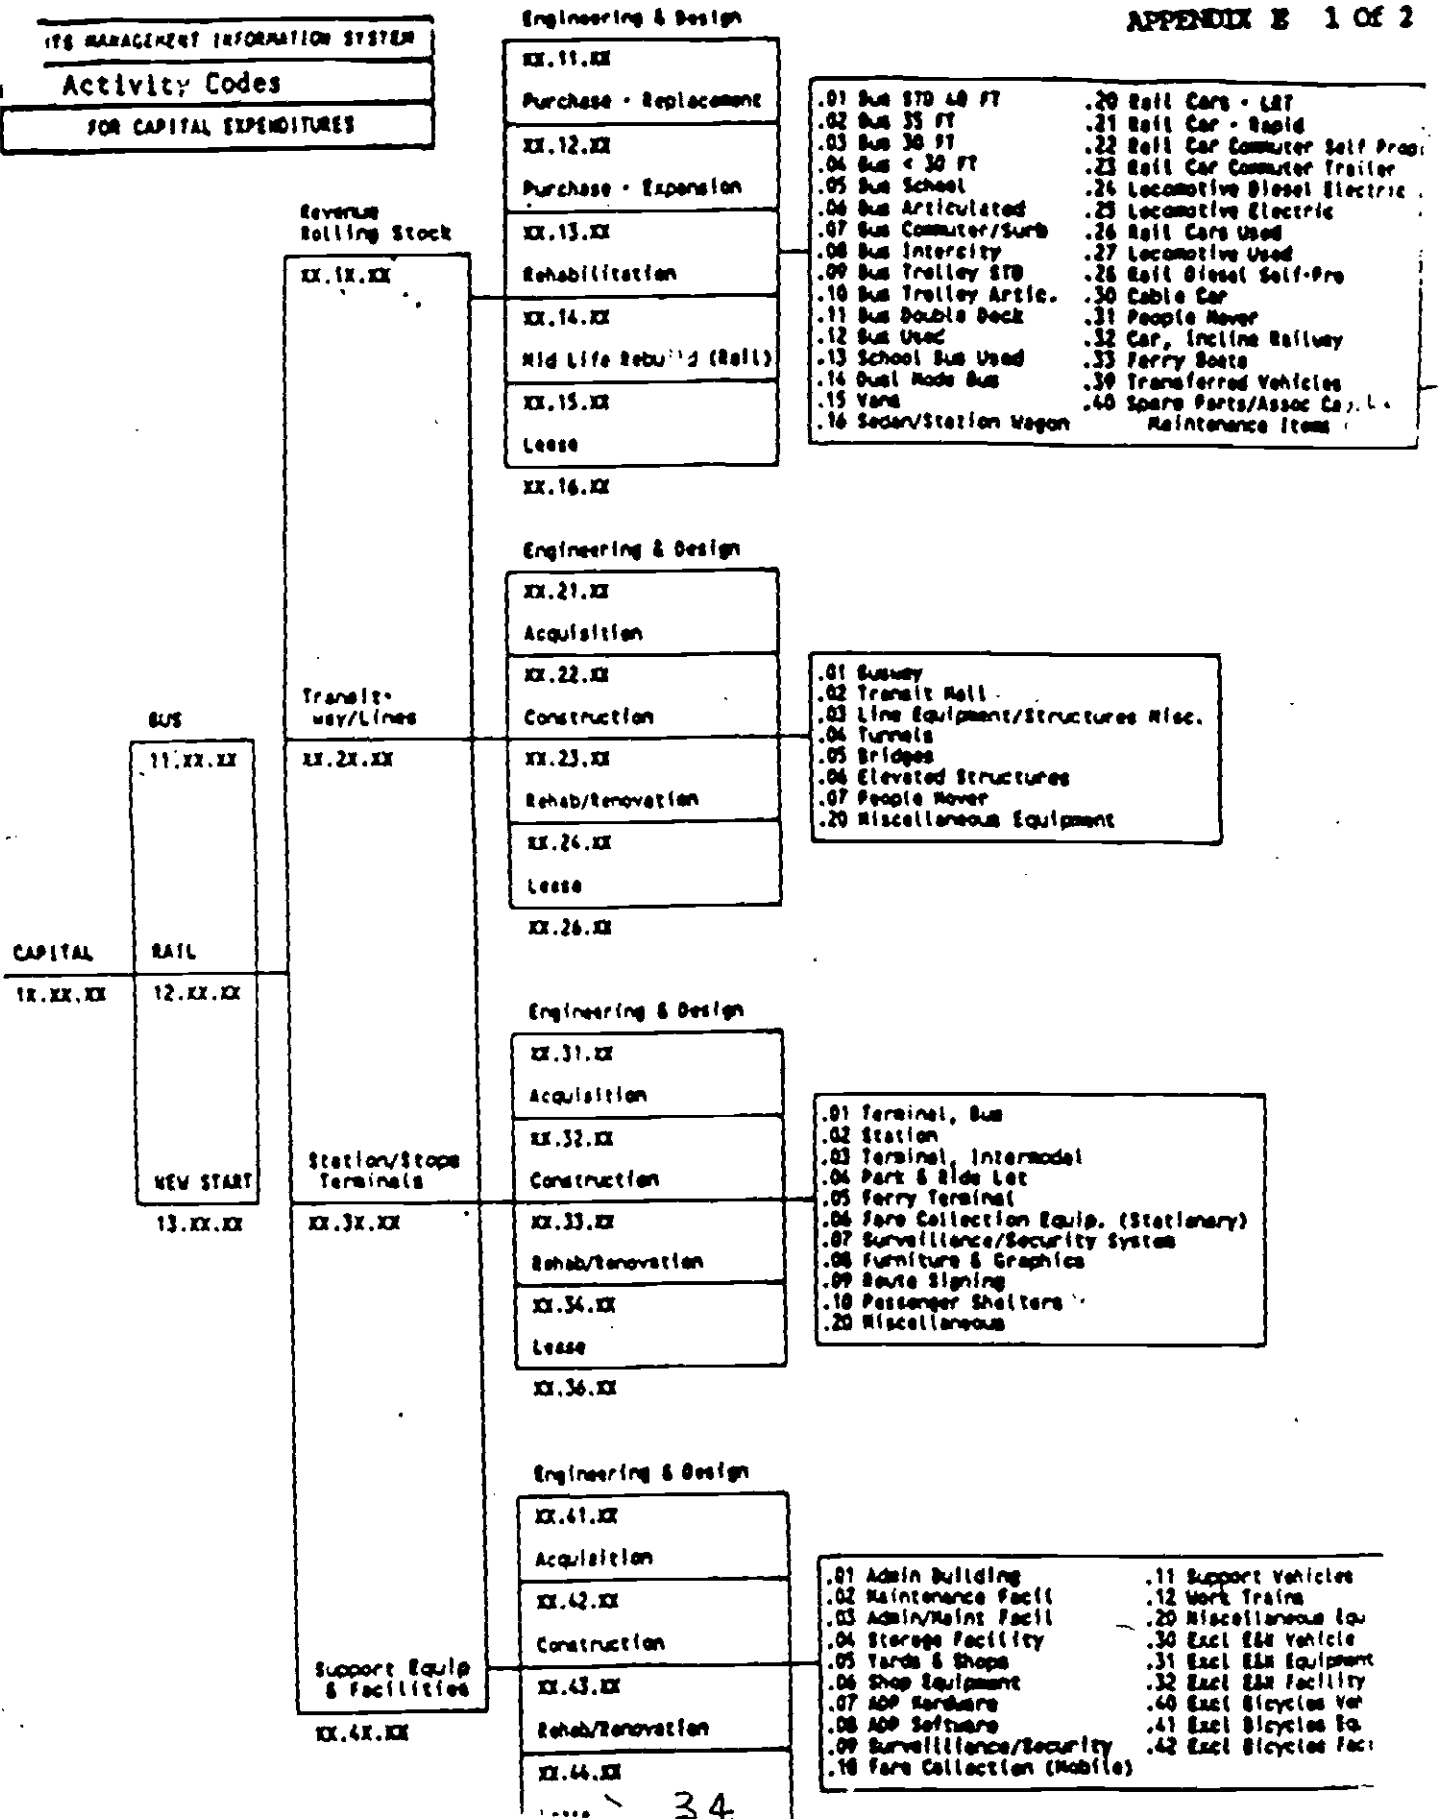 APPENDIX E 1 Of 2
ITS MANAGEMENT INFORMATION SYSTEM
Activity Codes
FOR CAPITAL EXPENDITURES
CAPITAL
1X.XX.XX
BUS
11.XX.XX
RAIL
12.XX.XX
NEW START
13.XX.XX
Revenue
Rolling Stock
XX.1X.XX
Transit-
way/Lines
XX.2X.XX
Station/Stops
Terminals
XX.3X.XX
Support Equip
& Facilities
XX.4X.XX
Engineering & Design
XX.11.XX
Purchase - Replacement
XX.12.XX
Purchase - Expansion
XX.13.XX
Rehabilitation
XX.14.XX
Mid Life Rebuild (Rail)
XX.15.XX
Lease
XX.16.XX
.01 Bus STD 40 FT
.02 Bus 35 FT
.03 Bus 30 FT
.04 Bus < 30 FT
.05 Bus School
.06 Bus Articulated
.07 Bus Commuter/Surb
.08 Bus Intercity
.09 Bus Trolley STD
.10 Bus Trolley Artic.
.11 Bus Double Deck
.12 Bus Used
.13 School Bus Used
.14 Dual Mode Bus
.15 Vans
.16 Sedan/Station Wagon
.20 Rail Cars - LRT
.21 Rail Car - Rapid
.22 Rail Car Commuter Self Prop
.23 Rail Car Commuter Trailer
.24 Locomotive Diesel Electric
.25 Locomotive Electric
.26 Rail Cars Used
.27 Locomotive Used
.28 Rail Diesel Self-Pro
.30 Cable Car
.31 People Mover
.32 Car, Incline Railway
.33 Ferry Boats
.39 Transferred Vehicles
.40 Spare Parts/Assoc
Maintenance Items
Engineering & Design
XX.21.XX
Acquisition
XX.22.XX
Construction
XX.23.XX
Rehab/Renovation
XX.24.XX
Lease
XX.26.XX
.01 Busway
.02 Transit Mall
.03 Line Equipment/Structures Misc.
.04 Tunnels
.05 Bridges
.06 Elevated Structures
.07 People Mover
.20 Miscellaneous Equipment
Engineering & Design
XX.31.XX
Acquisition
XX.32.XX
Construction
XX.33.XX
Rehab/Renovation
XX.34.XX
Lease
XX.36.XX
.01 Terminal, Bus
.02 Station
.03 Terminal, Intermodal
.04 Park & Ride Lot
.05 Ferry Terminal
.06 Fare Collection Equip. (Stationary)
.07 Surveillance/Security System
.08 Furniture & Graphics
.09 Route Signing
.10 Passenger Shelters
.20 Miscellaneous
Engineering & Design
XX.41.XX
Acquisition
XX.42.XX
Construction
XX.43.XX
Rehab/Renovation
XX.44.XX
.01 Admin Building
.02 Maintenance Facil
.03 Admin/Maint Facil
.04 Storage Facility
.05 Yards & Shops
.06 Shop Equipment
.07 ADP Hardware
.08 ADP Software
.09 Surveillance/Security
.10 Fare Collection (Mobile)
.11 Support Vehicles
.12 Work Trains
.20 Miscellaneous Equ
.30 Excl E&H Vehicle
.31 Excl E&H Equipment
.32 Excl E&H Facility
.40 Excl Bicycles Veh
.41 Excl Bicycles Eq
.42 Excl Bicycles Faci
34